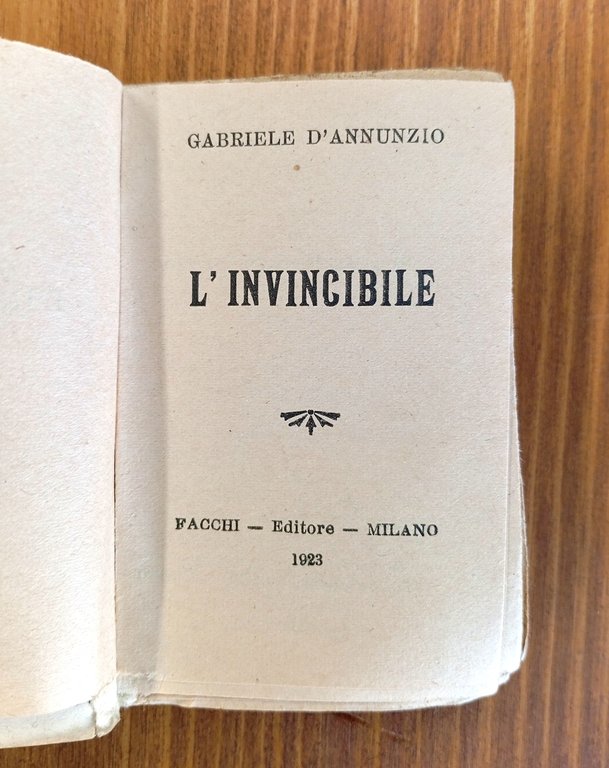 GABRIELE D'ANNUNZIO
L'INVINCIBILE
FACCHI — Editore — MILANO
1923